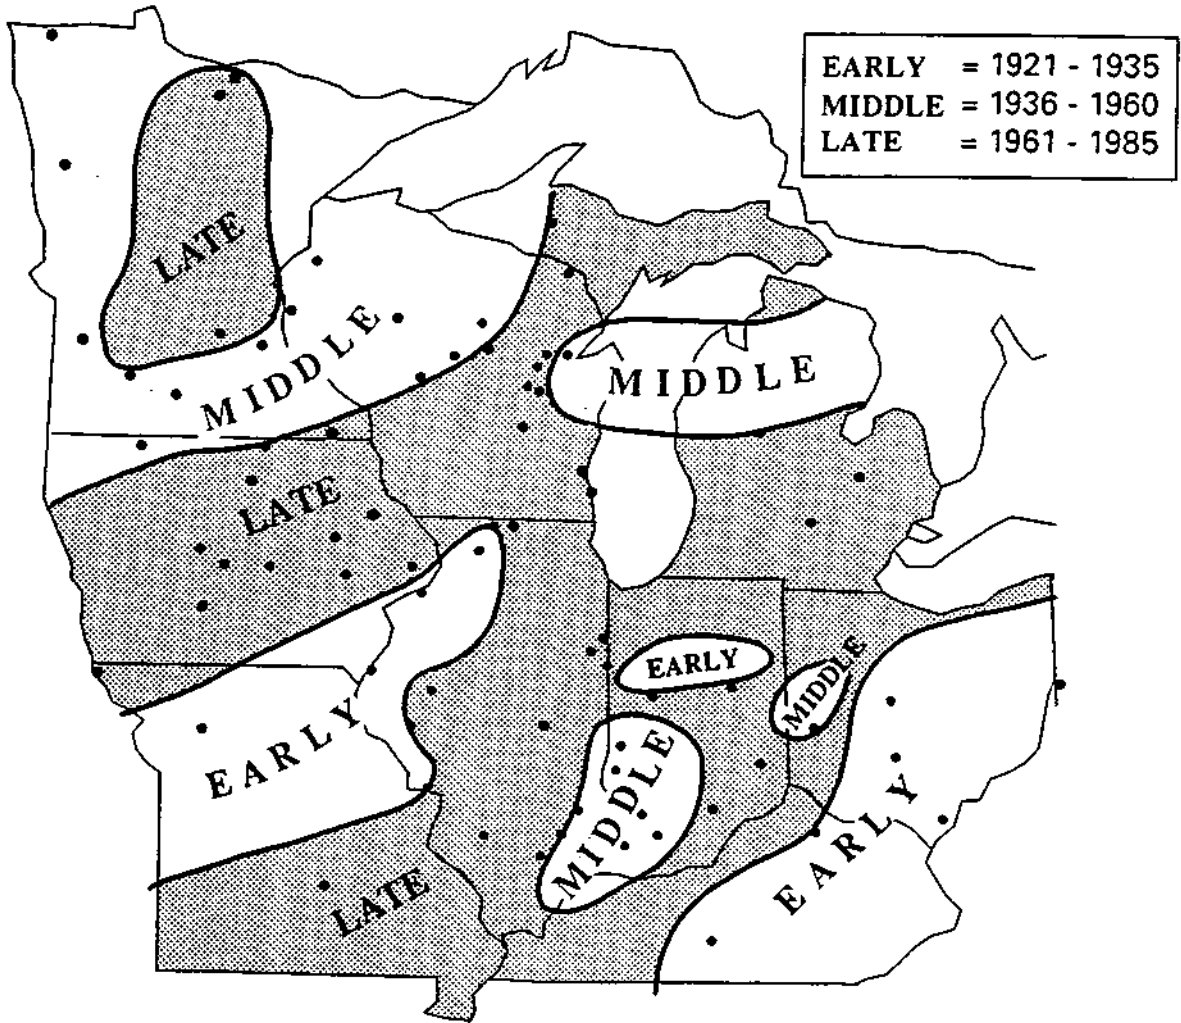 EARLY = 1921 - 1935
MIDDLE = 1936 - 1960
LATE = 1961 - 1985
LATE
MIDDLE
MIDDLE
LATE
EARLY
MIDDLE
EARLY
MIDDLE
EARLY
LATE